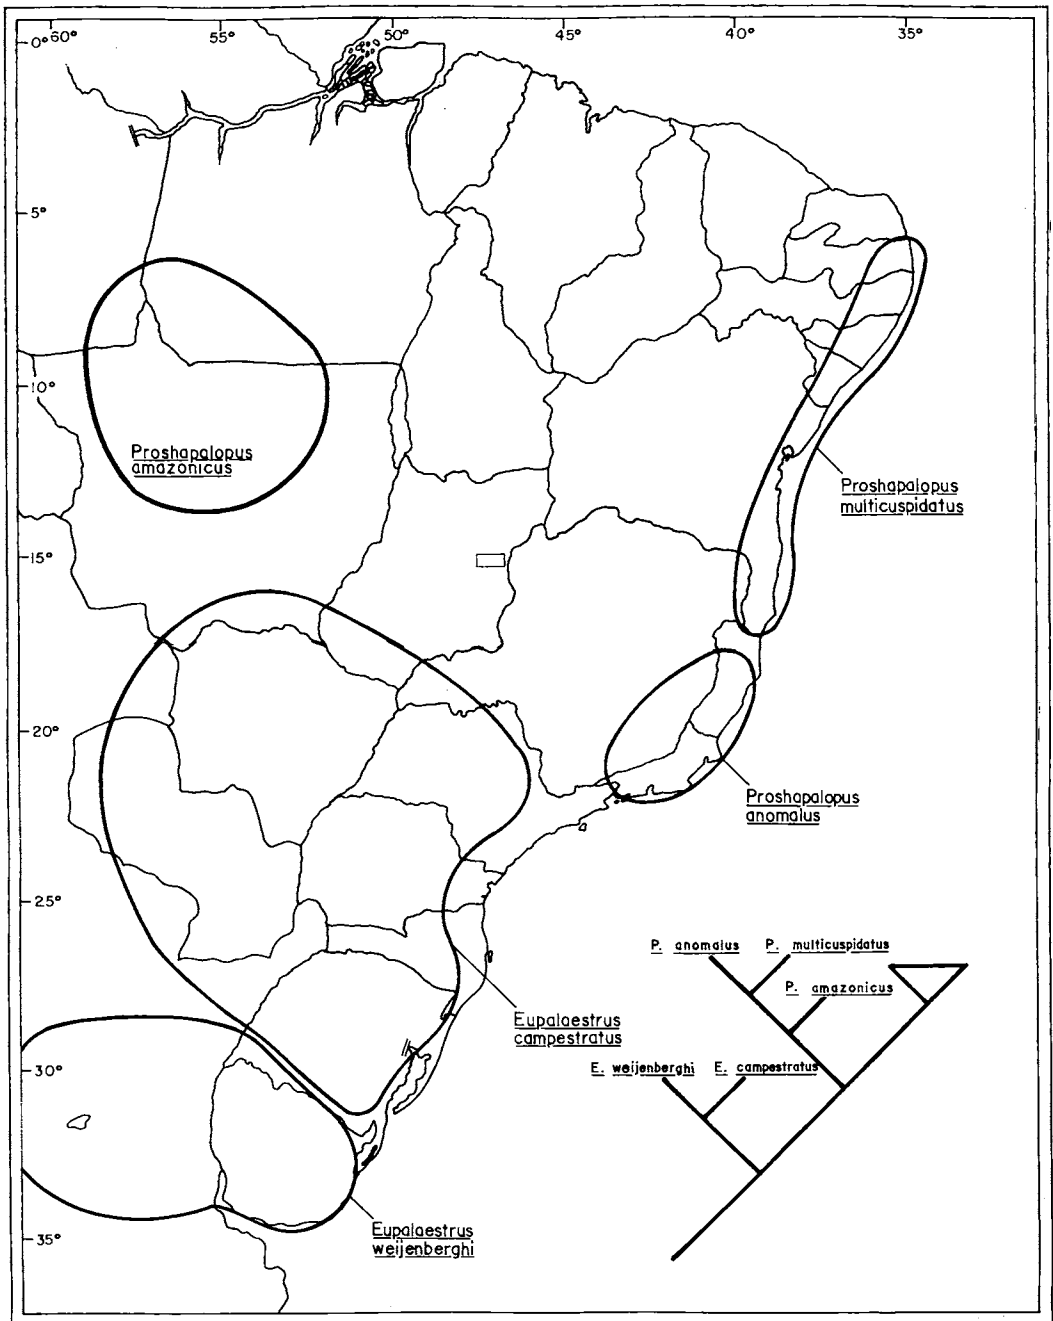 60° 55° 50° 45° 40° 35°
0°
5°
10°
15°
20°
25°
30°
35°
Proshapalopus
amazonicus
Proshapalopus
multicuspidatus
Proshapalopus
anomalus
Eupalaestrus
campestratus
Eupalaestrus
weijenberghi
P. anomalus P. multicuspidatus
P. amazonicus
E. weijenberghi E. campestratus